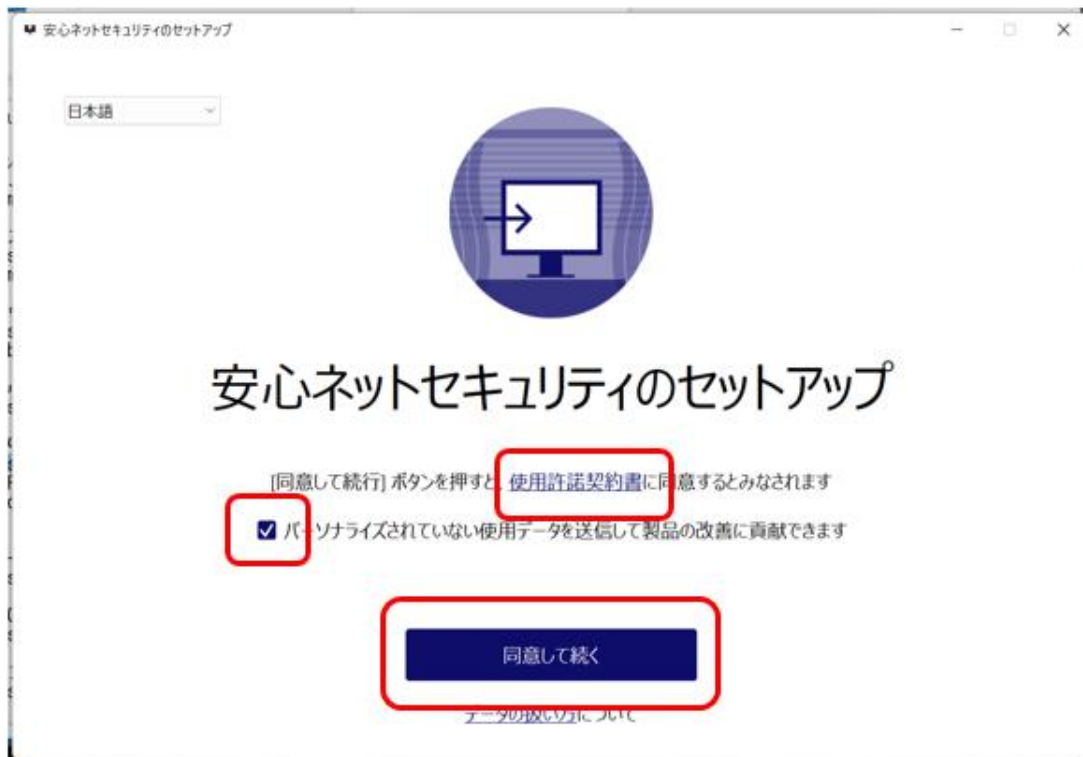 安心ネットセキュリティのセットアップ
日本語
安心ネットセキュリティのセットアップ
[同意して続行] ボタンを押すと、使用許諾契約書に同意するとみなされます
パーソナライズされていない使用データを送信して製品の改善に貢献できます
同意して続く
データの扱い方について